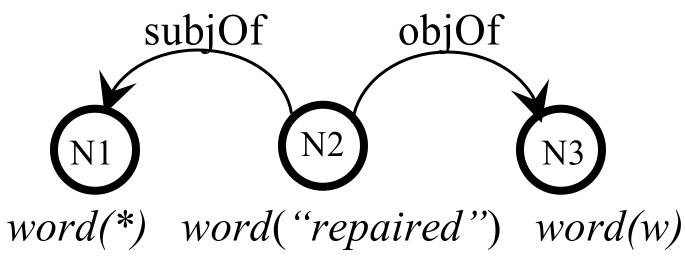 subjOf objOf
N1 N2 N3
word(*) word(“repaired”) word(w)